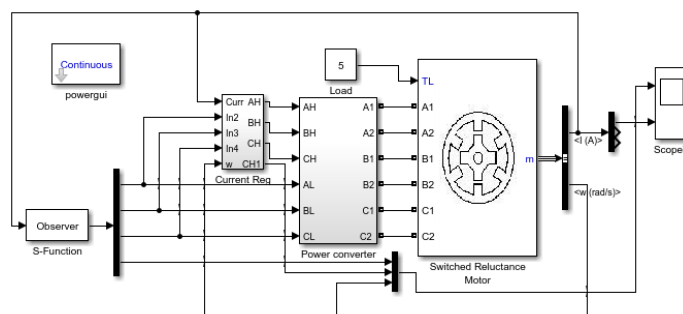 Continuous
powergui
5
Load
Curr
In2
In3
In4
w
AH
BH
CH
CH1
Current Reg
AH
BH
CH
AL
BL
CL
A1
A2
B1
B2
C1
C2
Power converter
TL
A1
A2
B1
B2
C1
C2
m
Switched Reluctance
Motor
<I (A)>
<w (rad/s)>
Scope
Observer
S-Function